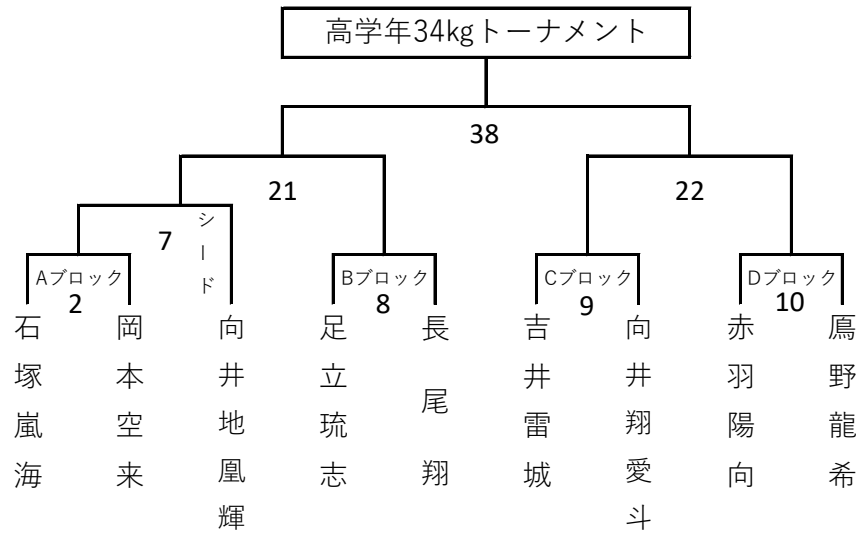 高学年34kgトーナメント
38
21
22
7
シード
Aブロック
2
Bブロック
8
Cブロック
9
Dブロック
10
石塚嵐海
岡本空来
向井地凰輝
足立琉志
長尾翔
吉井雷城
向井翔愛斗
赤羽陽向
鳫野龍希